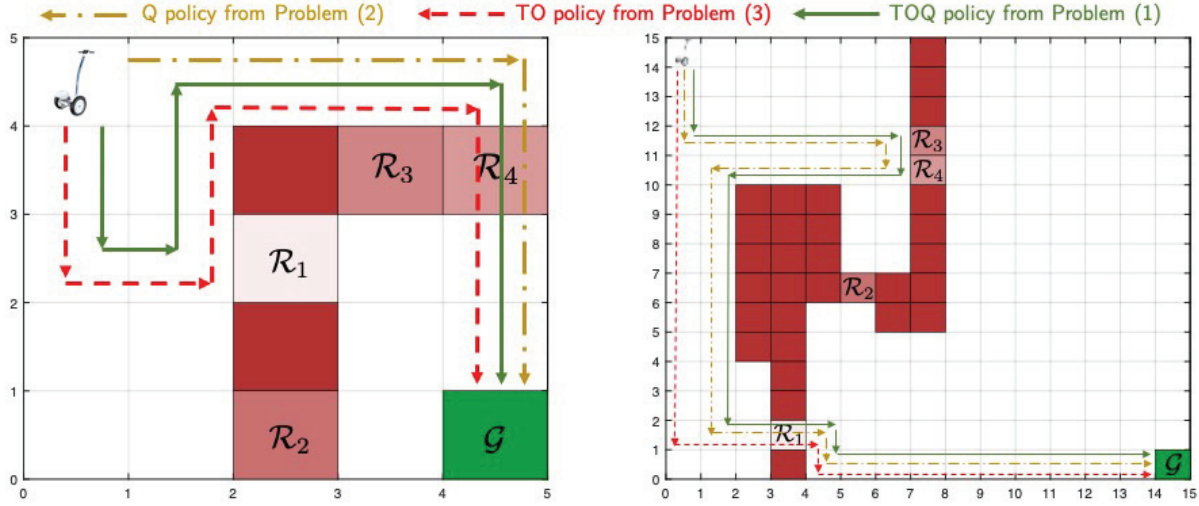 Q policy from Problem (2) TO policy from Problem (3) TOQ policy from Problem (1)
5
4
3
2
1
0
0 1 2 3 4 5
R₃ R₄
R₁
R₂ G
15
14
13
12
11
10
9
8
7
6
5
4
3
2
1
0
0 1 2 3 4 5 6 7 8 9 10 11 12 13 14 15
R₃
R₄
R₂
R₁
G